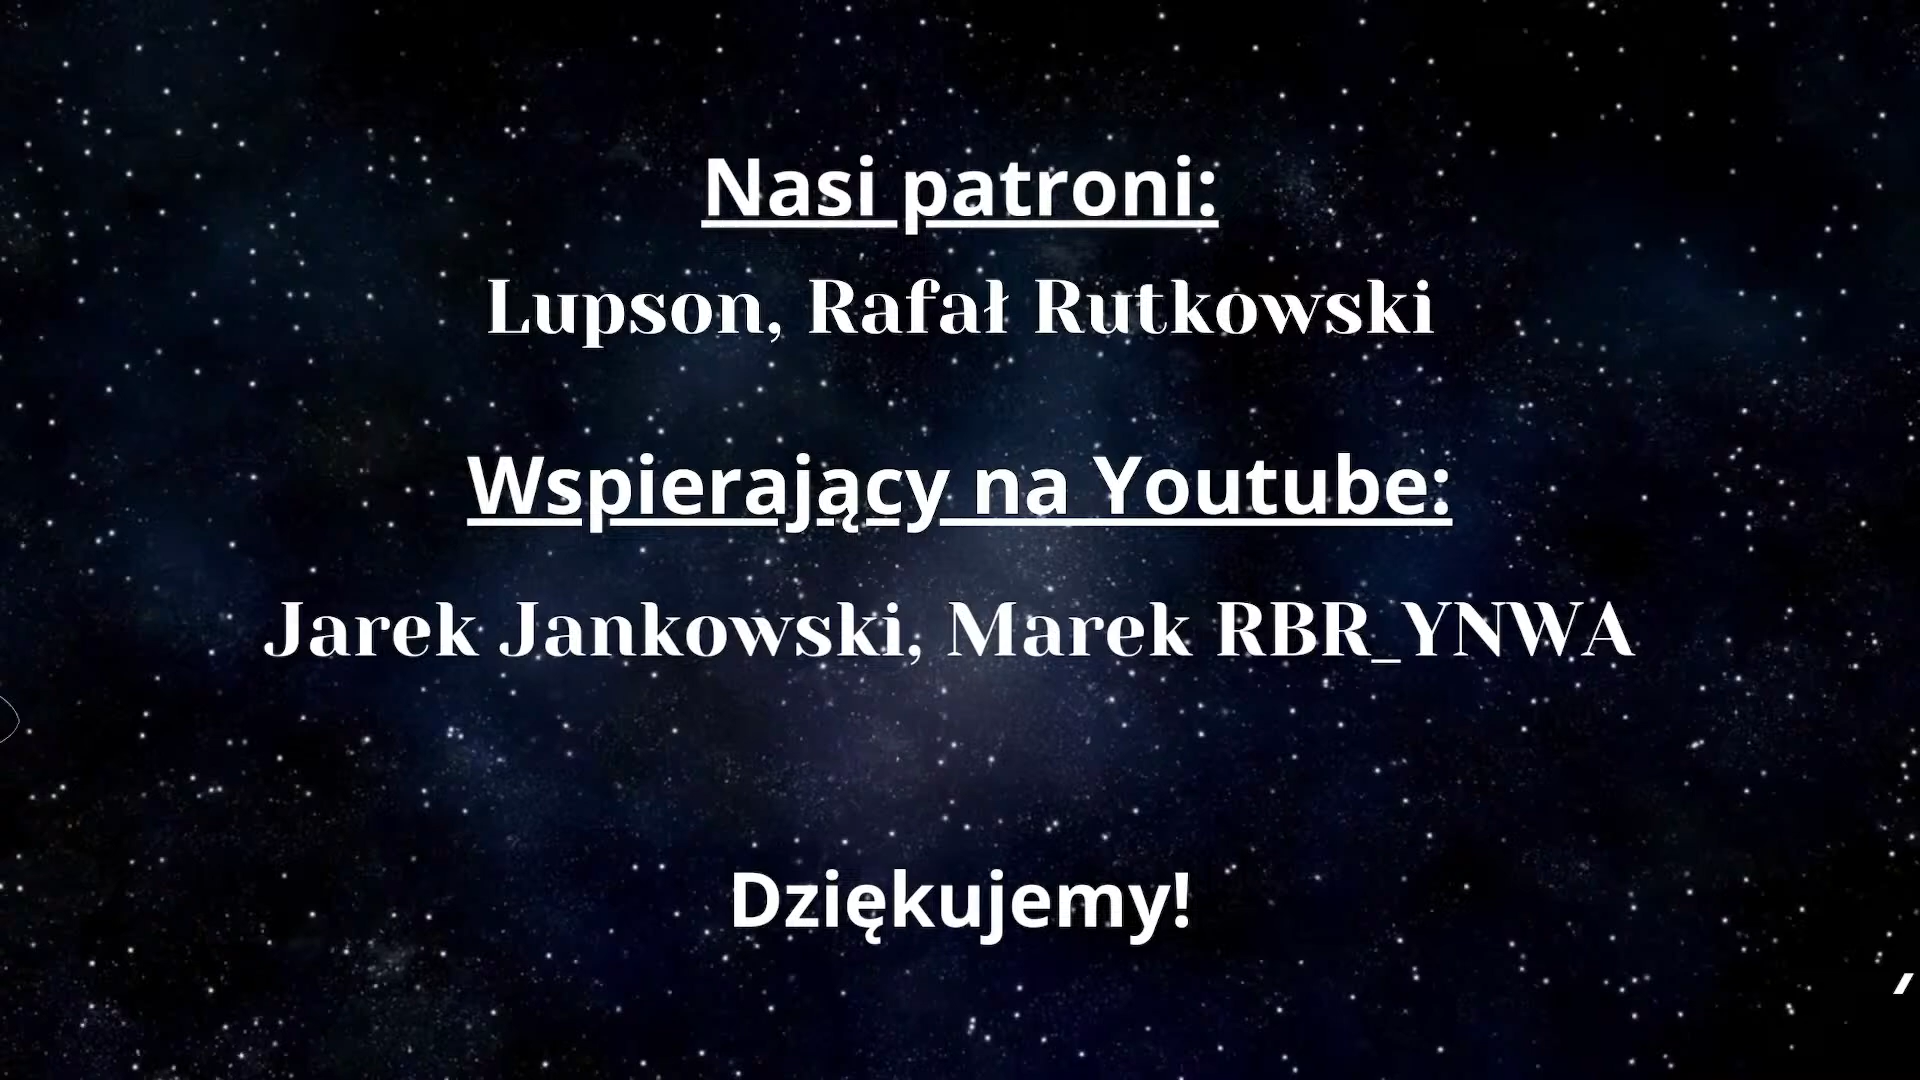 Nasi patroni:
Lupson, Rafał Rutkowski
Wspierający na Youtube:
Jarek Jankowski, Marek RBR_YNWA
Dziękujemy!